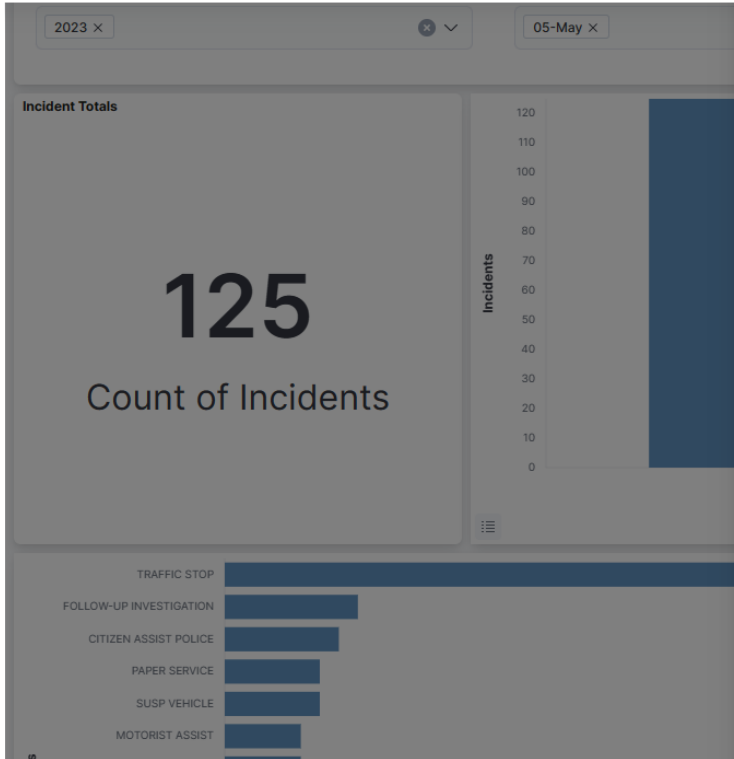 2023 ×
05-May ×
Incident Totals
125
Count of Incidents
Incidents
120
110
100
90
80
70
60
50
40
30
20
10
0
TRAFFIC STOP
FOLLOW-UP INVESTIGATION
CITIZEN ASSIST POLICE
PAPER SERVICE
SUSP VEHICLE
MOTORIST ASSIST